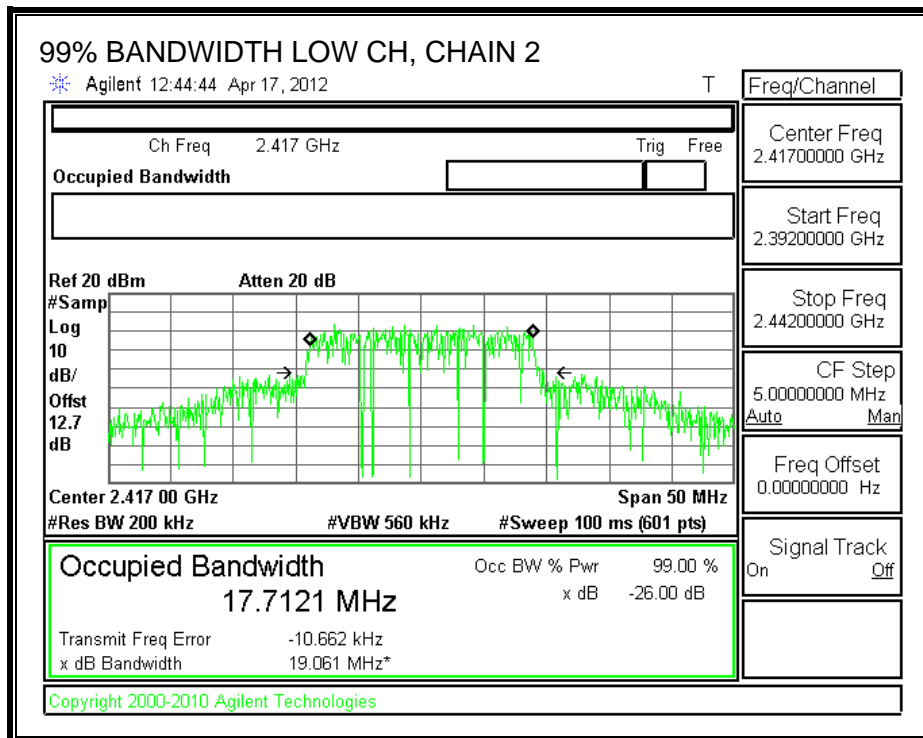 99% BANDWIDTH LOW CH, CHAIN 2
Agilent 12:44:44 Apr 17, 2012 T
Freq/Channel
Ch Freq 2.417 GHz Trig Free
Occupied Bandwidth
Center Freq
2.41700000 GHz
Start Freq
2.39200000 GHz
Stop Freq
2.44200000 GHz
CF Step
5.00000000 MHz
Auto Man
Freq Offset
0.00000000 Hz
Signal Track
On Off
Ref 20 dBm Atten 20 dB
#Samp
Log
10
dB/
Offst
12.7
dB
Center 2.417 00 GHz Span 50 MHz
#Res BW 200 kHz #VBW 560 kHz #Sweep 100 ms (601 pts)
Occupied Bandwidth Occ BW % Pwr 99.00 %
17.7121 MHz x dB -26.00 dB
Transmit Freq Error -10.662 kHz
x dB Bandwidth 19.061 MHz*
Copyright 2000-2010 Agilent Technologies